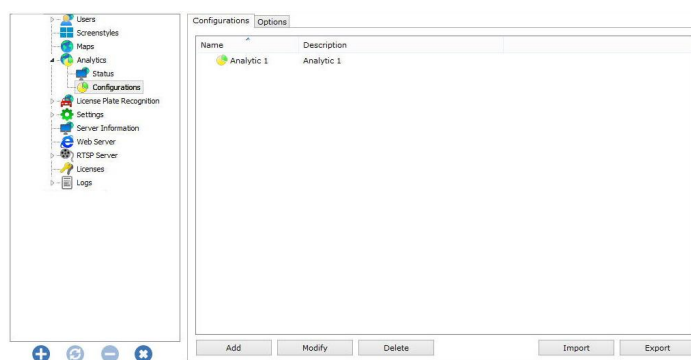 Users
Screenstyles
Maps
Analytics
Status
Configurations
License Plate Recognition
Settings
Server Information
Web Server
RTSP Server
Licenses
Logs
Configurations Options
Name Description
Analytic 1 Analytic 1
Add Modify Delete Import Export